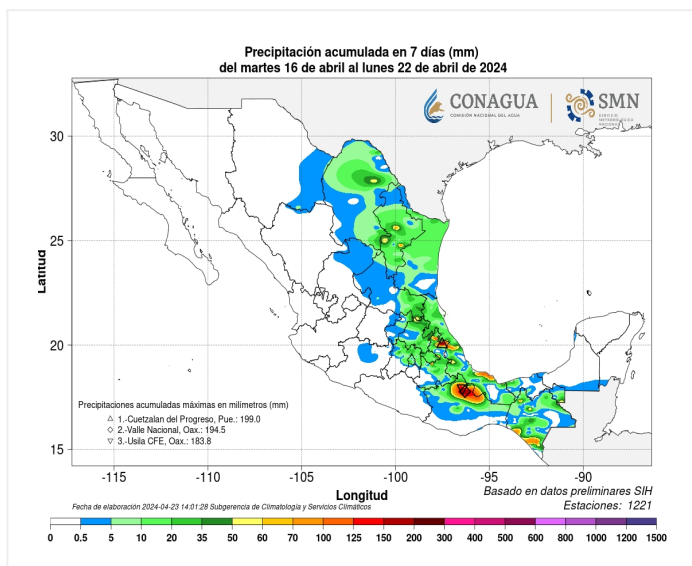 Precipitación acumulada en 7 días (mm)
del martes 16 de abril al lunes 22 de abril de 2024
CONAGUA
COMISIÓN NACIONAL DEL AGUA
SMN
SERVICIO
METEOROLÓGICO
NACIONAL
30
25
20
15
Latitud
Precipitaciones acumuladas máximas en milímetros (mm)
1.-Cuetzalan del Progreso, Pue.: 199.0
2.-Valle Nacional, Oax.: 194.5
3.-Usila CFE, Oax.: 183.8
-115 -110 -105 -100 -95 -90
Longitud
Basado en datos preliminares SIH
Estaciones: 1221
Fecha de elaboración 2024-04-23 14:01:28 Subgerencia de Climatología y Servicios Climáticos
0 0.5 5 10 20 35 50 60 70 100 125 150 200 300 400 500 600 800 1000 1200 1500